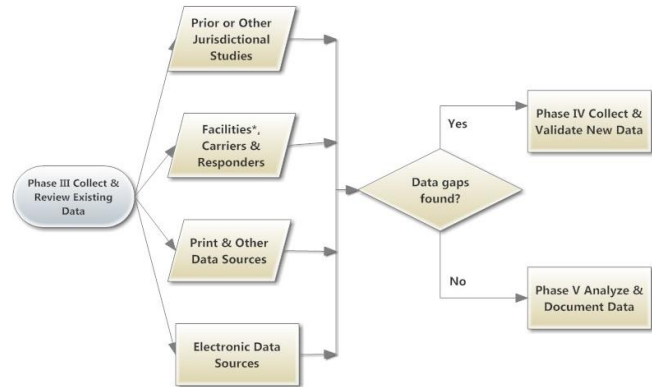 Phase III Collect &
Review Existing
Data
Prior or Other
Jurisdictional
Studies
Facilities*,
Carriers &
Responders
Print & Other
Data Sources
Electronic Data
Sources
Data gaps
found?
Yes
Phase IV Collect &
Validate New Data
No
Phase V Analyze &
Document Data